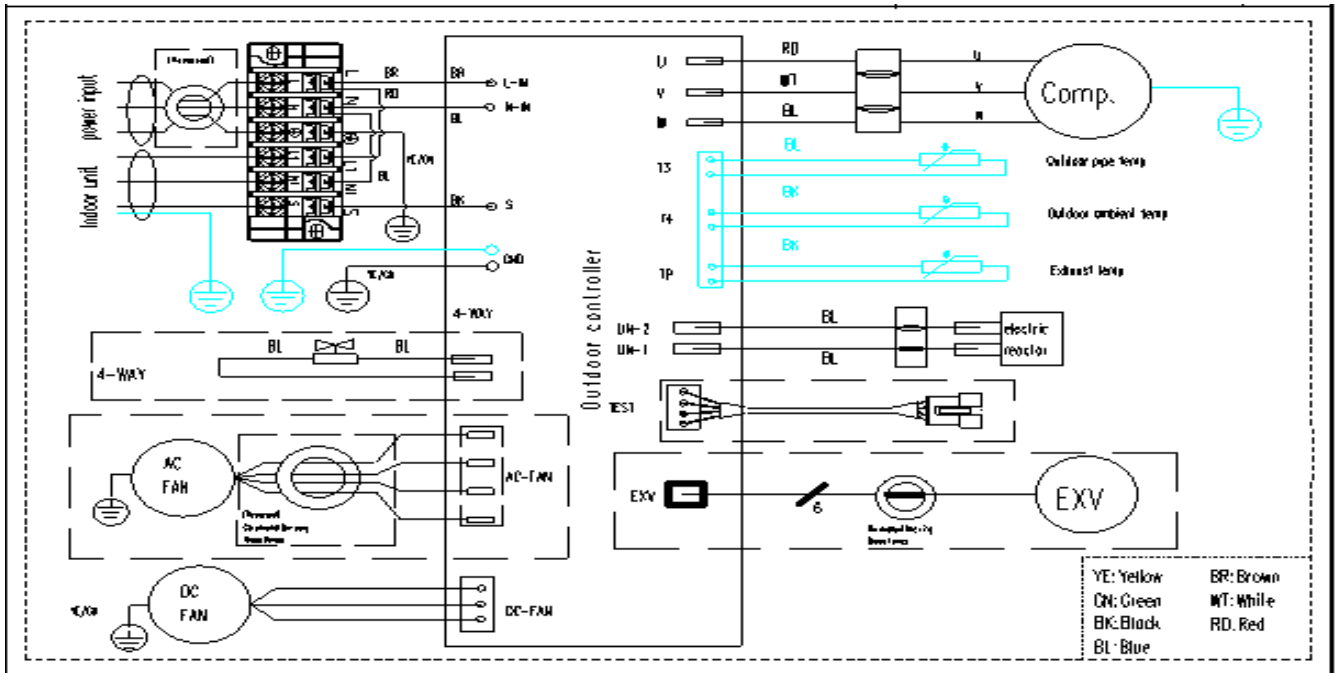 power input
Indoor unit
BR
BR
L-IN
RD
N-IN
BL
YE/GN
BL
BK
S
GND
YE/GN
4-WAY
BL
BL
4-WAY
AC
FAN
AC-FAN
DC
FAN
YE/GN
DC-FAN
Outdoor controller
U
RD
U
V
WT
V
W
BL
W
Comp.
T3
BL
Outdoor pipe temp
T4
BK
Outdoor ambient temp
TP
BK
Exhaust temp
UN-2
BL
electric
UN-1
BL
reactor
TEST
EXV
6
EXV
YE: Yellow
BR: Brown
GN: Green
WT: White
BK: Black
RD: Red
BL: Blue